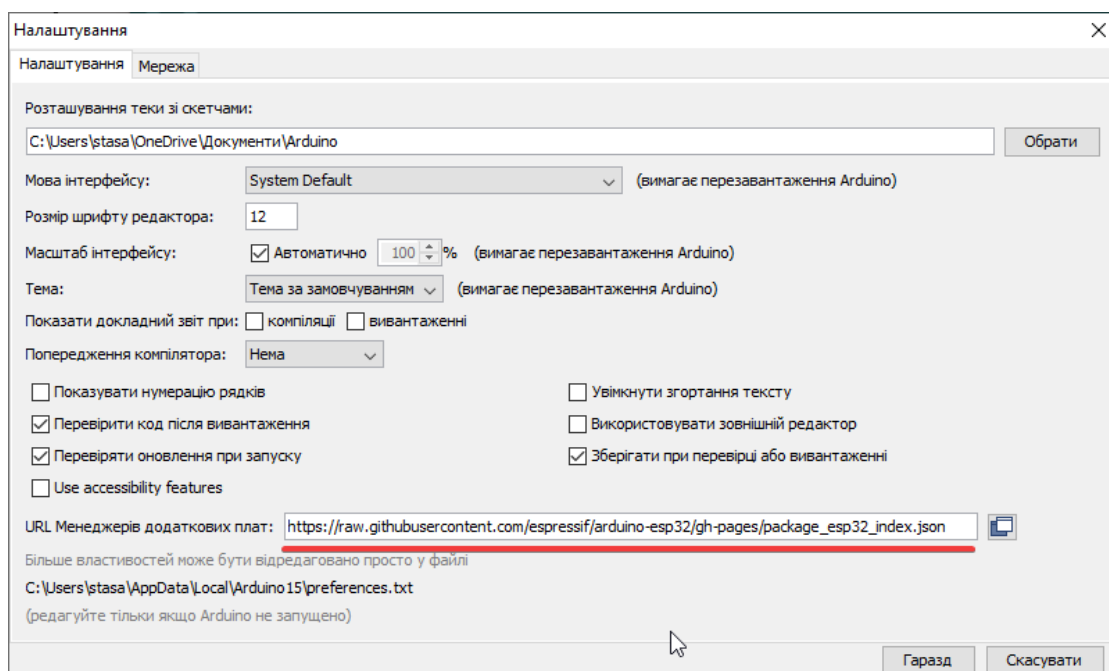 Налаштування
Налаштування Мережа
Розташування теки зі скетчами:
C:\Users\stasa\OneDrive\Документи\Arduino Обрати
Мова інтерфейсу: System Default (вимагає перезавантаження Arduino)
Розмір шрифту редактора: 12
Масштаб інтерфейсу: Автоматично 100 % (вимагає перезавантаження Arduino)
Тема: Тема за замовчуванням (вимагає перезавантаження Arduino)
Показати докладний звіт при: компіляції вивантаженні
Попередження компілятора: Нема
Показувати нумерацію рядків Увімкнути згортання тексту
Перевірити код після вивантаження Використовувати зовнішній редактор
Перевіряти оновлення при запуску Зберігати при перевірці або вивантаженні
Use accessibility features
URL Менеджерів додаткових плат: https://raw.githubusercontent.com/espressif/arduino-esp32/gh-pages/package_esp32_index.json
Більше властивостей може бути відредаговано просто у файлі
C:\Users\stasa\AppData\Local\Arduino15\preferences.txt
(редагуйте тільки якщо Arduino не запущено)
Гаразд Скасувати